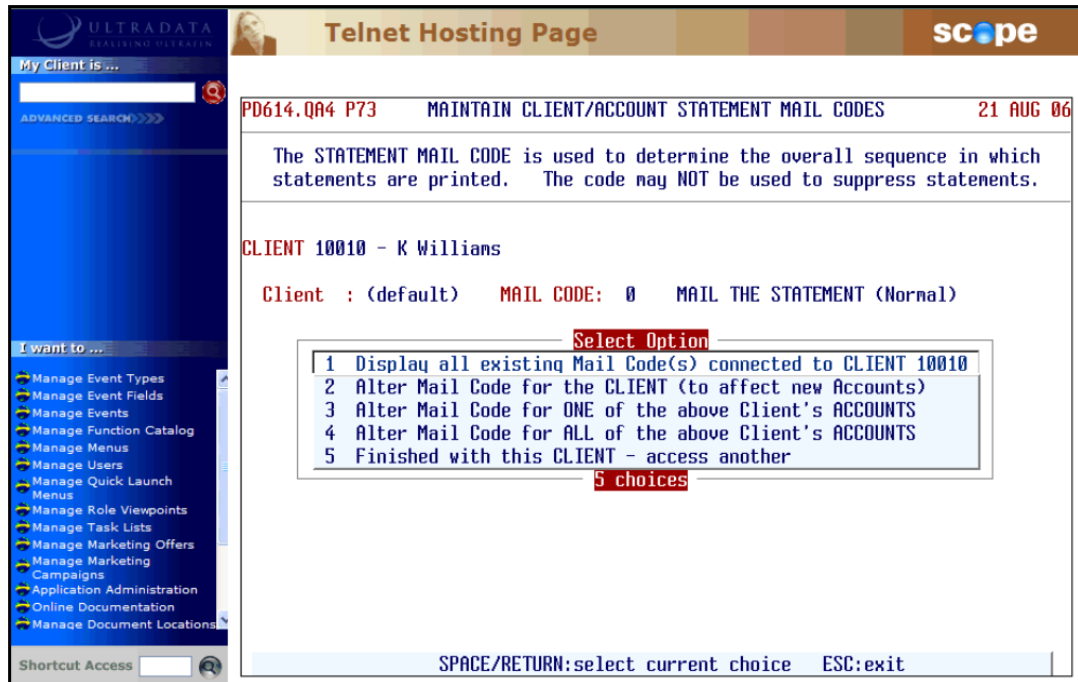 ULTRADATA
REALISING ULTRAFIN
Telnet Hosting Page
scope
My Client is ...
ADVANCED SEARCH
PD614.QA4 P73 MAINTAIN CLIENT/ACCOUNT STATEMENT MAIL CODES 21 AUG 06
The STATEMENT MAIL CODE is used to determine the overall sequence in which
statements are printed. The code may NOT be used to suppress statements.
CLIENT 10010 - K Williams
Client : (default) MAIL CODE: 0 MAIL THE STATEMENT (Normal)
Select Option
1 Display all existing Mail Code(s) connected to CLIENT 10010
2 Alter Mail Code for the CLIENT (to affect new Accounts)
3 Alter Mail Code for ONE of the above Client's ACCOUNTS
4 Alter Mail Code for ALL of the above Client's ACCOUNTS
5 Finished with this CLIENT - access another
5 choices
I want to ...
Manage Event Types
Manage Event Fields
Manage Events
Manage Function Catalog
Manage Menus
Manage Users
Manage Quick Launch
Menus
Manage Role Viewpoints
Manage Task Lists
Manage Marketing Offers
Manage Marketing
Campaigns
Application Administration
Online Documentation
Manage Document Locations
Shortcut Access
SPACE/RETURN:select current choice ESC:exit